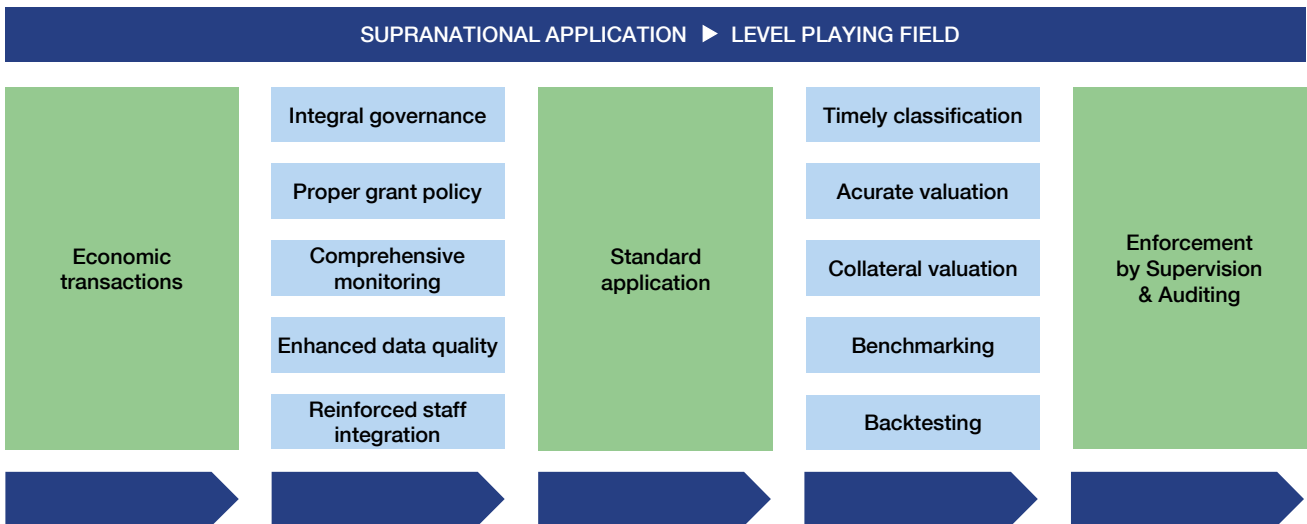 SUPRANATIONAL APPLICATION ▶ LEVEL PLAYING FIELD
Economic
transactions
Integral governance
Proper grant policy
Comprehensive
monitoring
Enhanced data quality
Reinforced staff
integration
Standard
application
Timely classification
Acurate valuation
Collateral valuation
Benchmarking
Backtesting
Enforcement
by Supervision
& Auditing